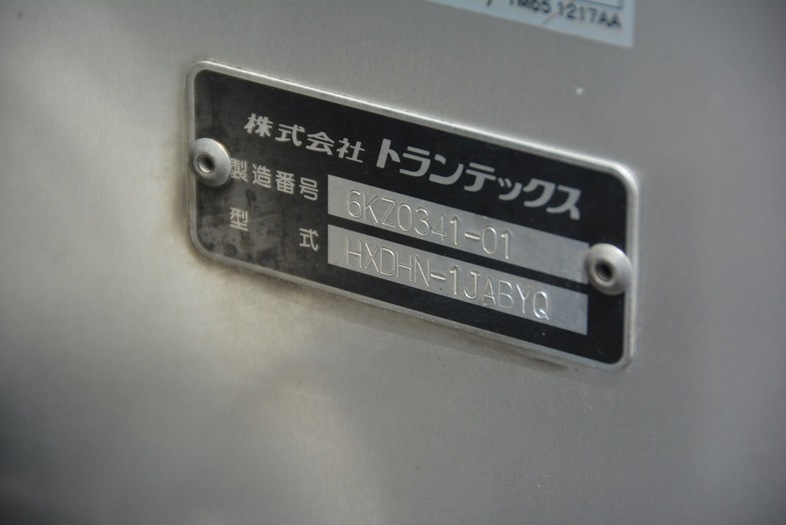 TM65 1217AA
株式会社 トランテックス
製造番号 6KZ0341-01
型式 HXDHN-1JABYQ